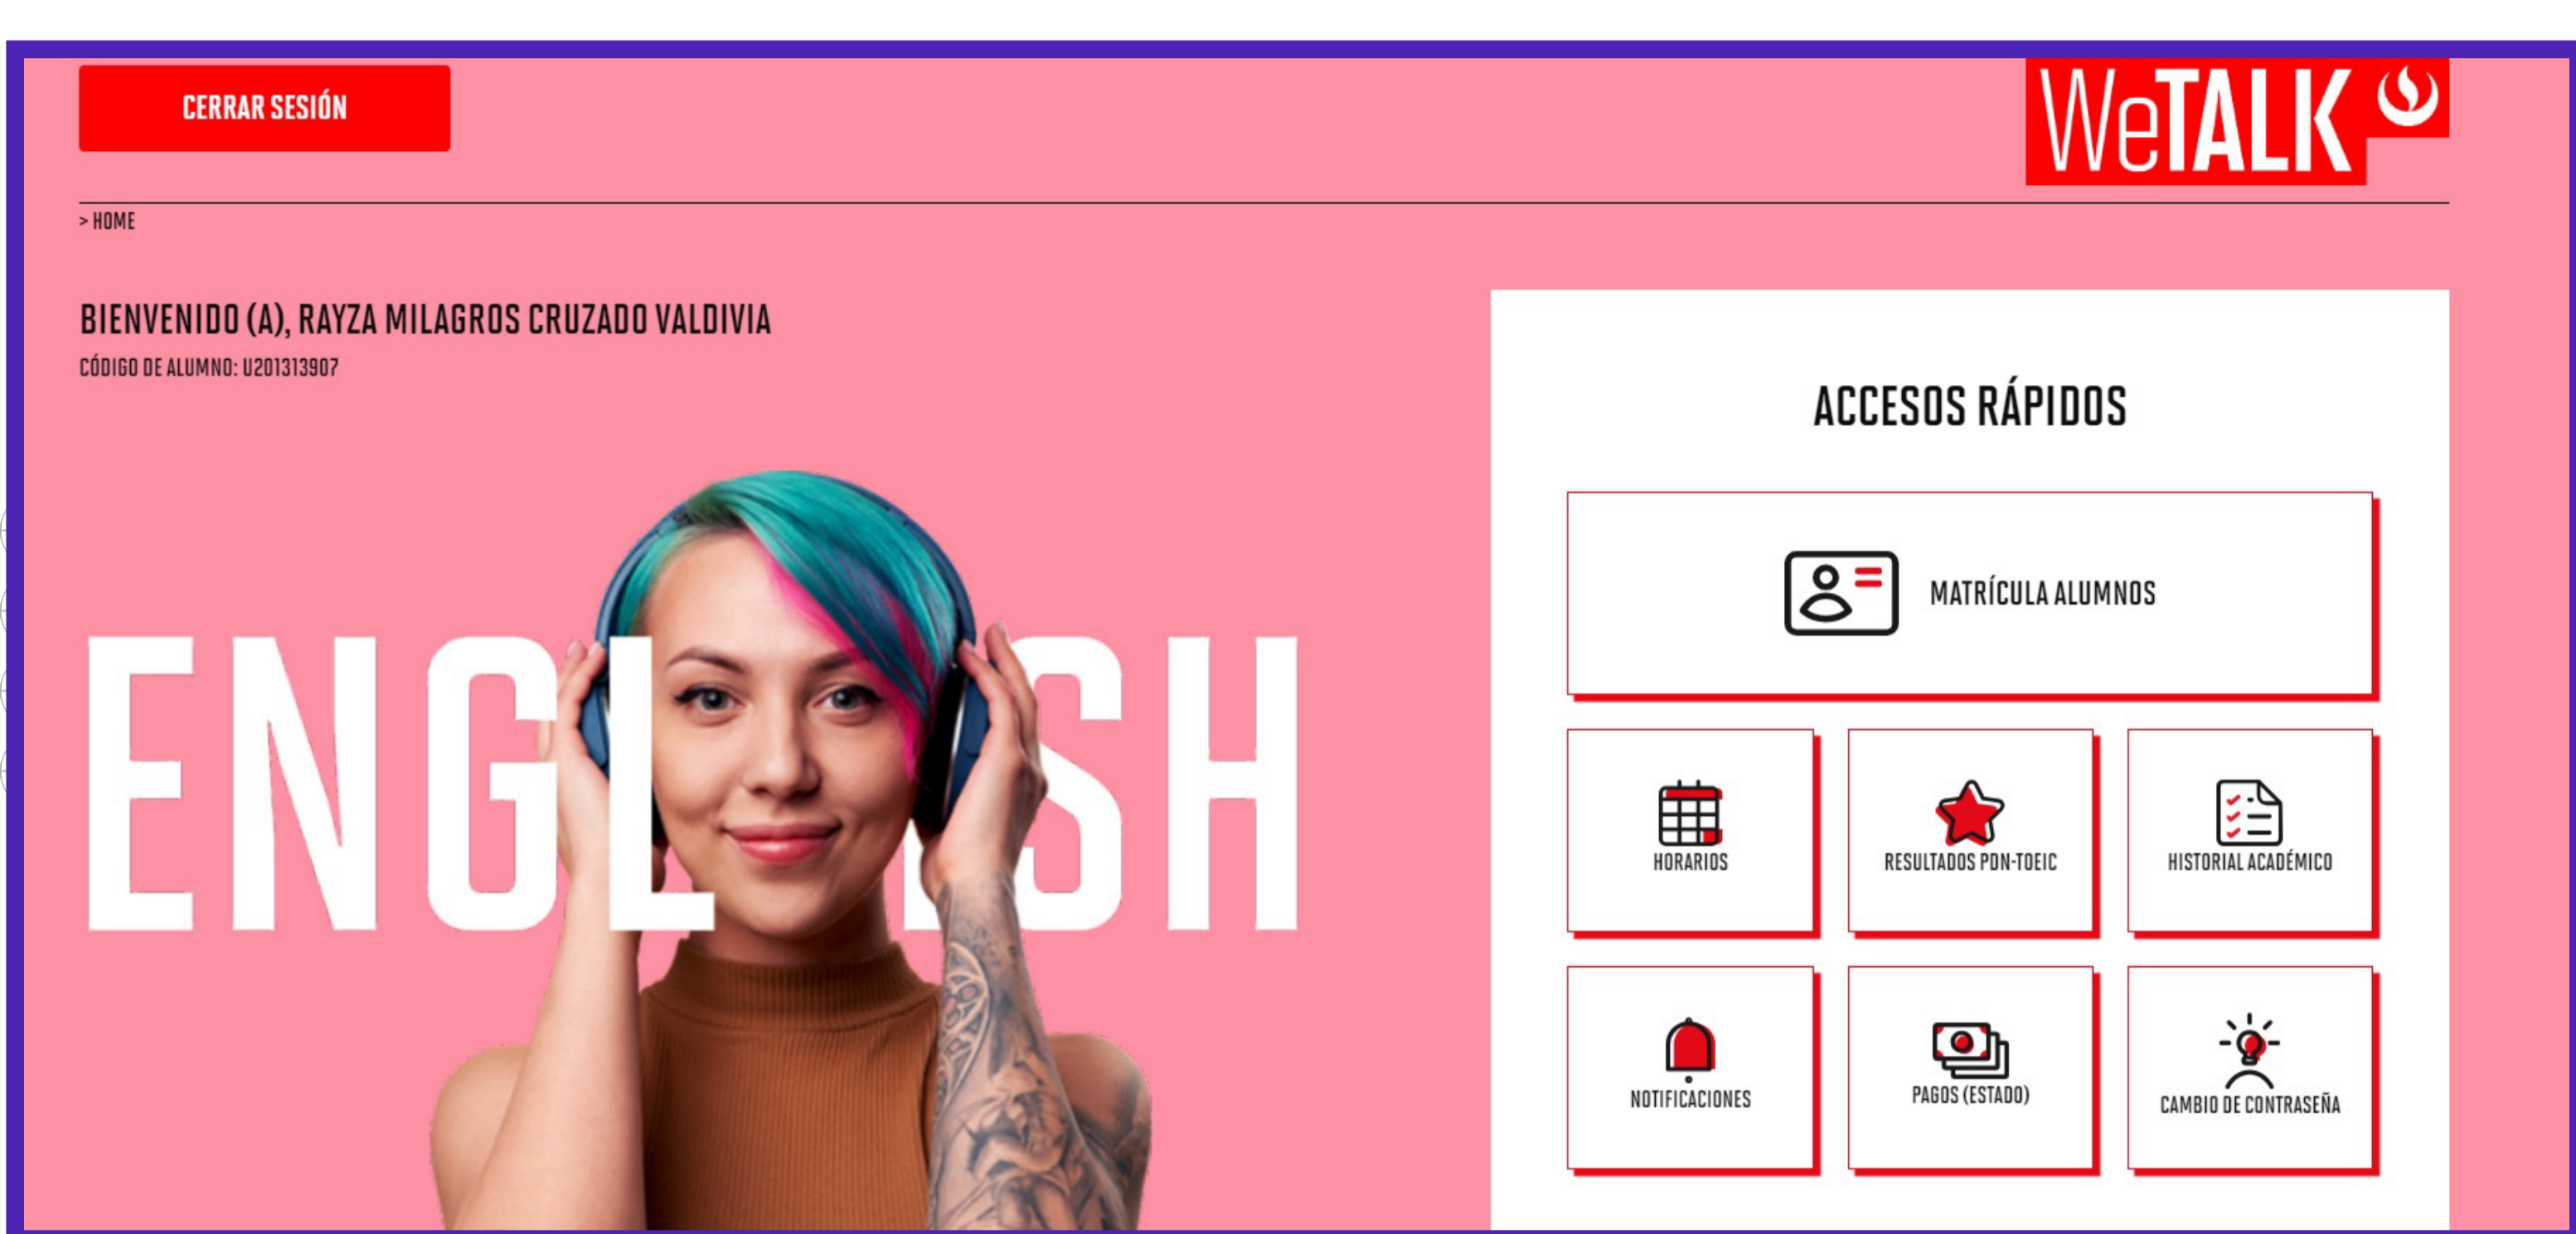 CERRAR SESIÓN
WeTALK
> HOME
BIENVENIDO (A), RAYZA MILAGROS CRUZADO VALDIVIA
CÓDIGO DE ALUMNO: U201313907
ENGLISH
ACCESOS RÁPIDOS
MATRÍCULA ALUMNOS
HORARIOS
RESULTADOS PDN-TOEIC
HISTORIAL ACADÉMICO
NOTIFICACIONES
PAGOS (ESTADO)
CAMBIO DE CONTRASEÑA